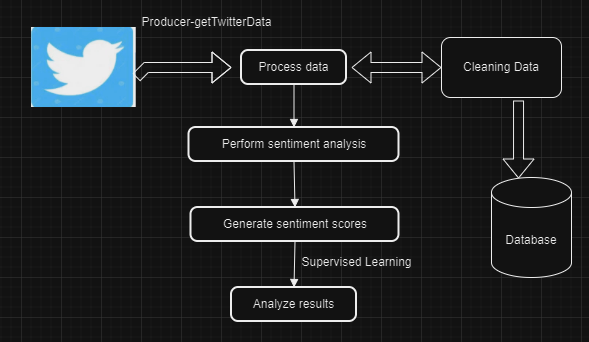 Producer-getTwitterData
Process data
Cleaning Data
Perform sentiment analysis
Generate sentiment scores
Database
Supervised Learning
Analyze results